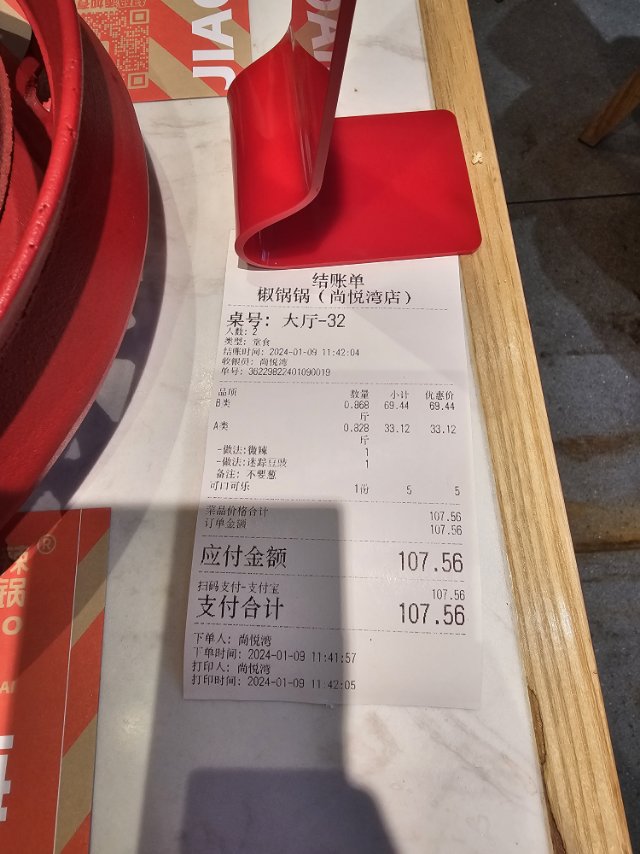 JIAO
结账单
椒锅锅（尚悦湾店）
桌号: 大厅-32
人数: 2
类型: 堂食
结账时间: 2024-01-09 11:42:04
收银员: 尚悦湾
单号: 36229822401090019
品项 数量 小计 优惠价
B类 0.868 69.44 69.44
斤
A类 0.828 33.12 33.12
斤
-做法:微辣 1
-做法:迷踪豆豉 1
备注: 不要葱
可口可乐 1份 5 5
菜品价格合计 107.56
订单金额 107.56
应付金额 107.56
扫码支付-支付宝 107.56
支付合计 107.56
下单人: 尚悦湾
下单时间: 2024-01-09 11:41:57
打印人: 尚悦湾
打印时间: 2024-01-09 11:42:05
锅